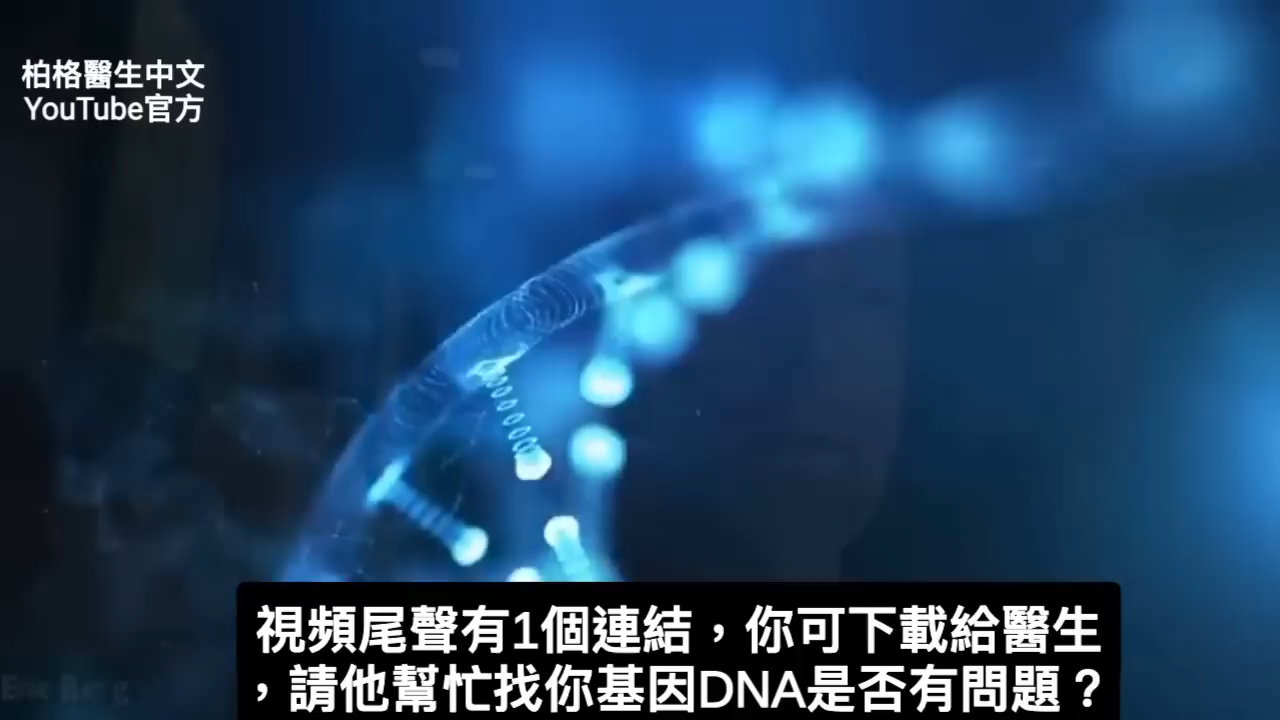 柏格醫生中文
YouTube官方
視頻尾聲有1個連結，你可下載給醫生
，請他幫忙找你基因DNA是否有問題？
Eric Berg